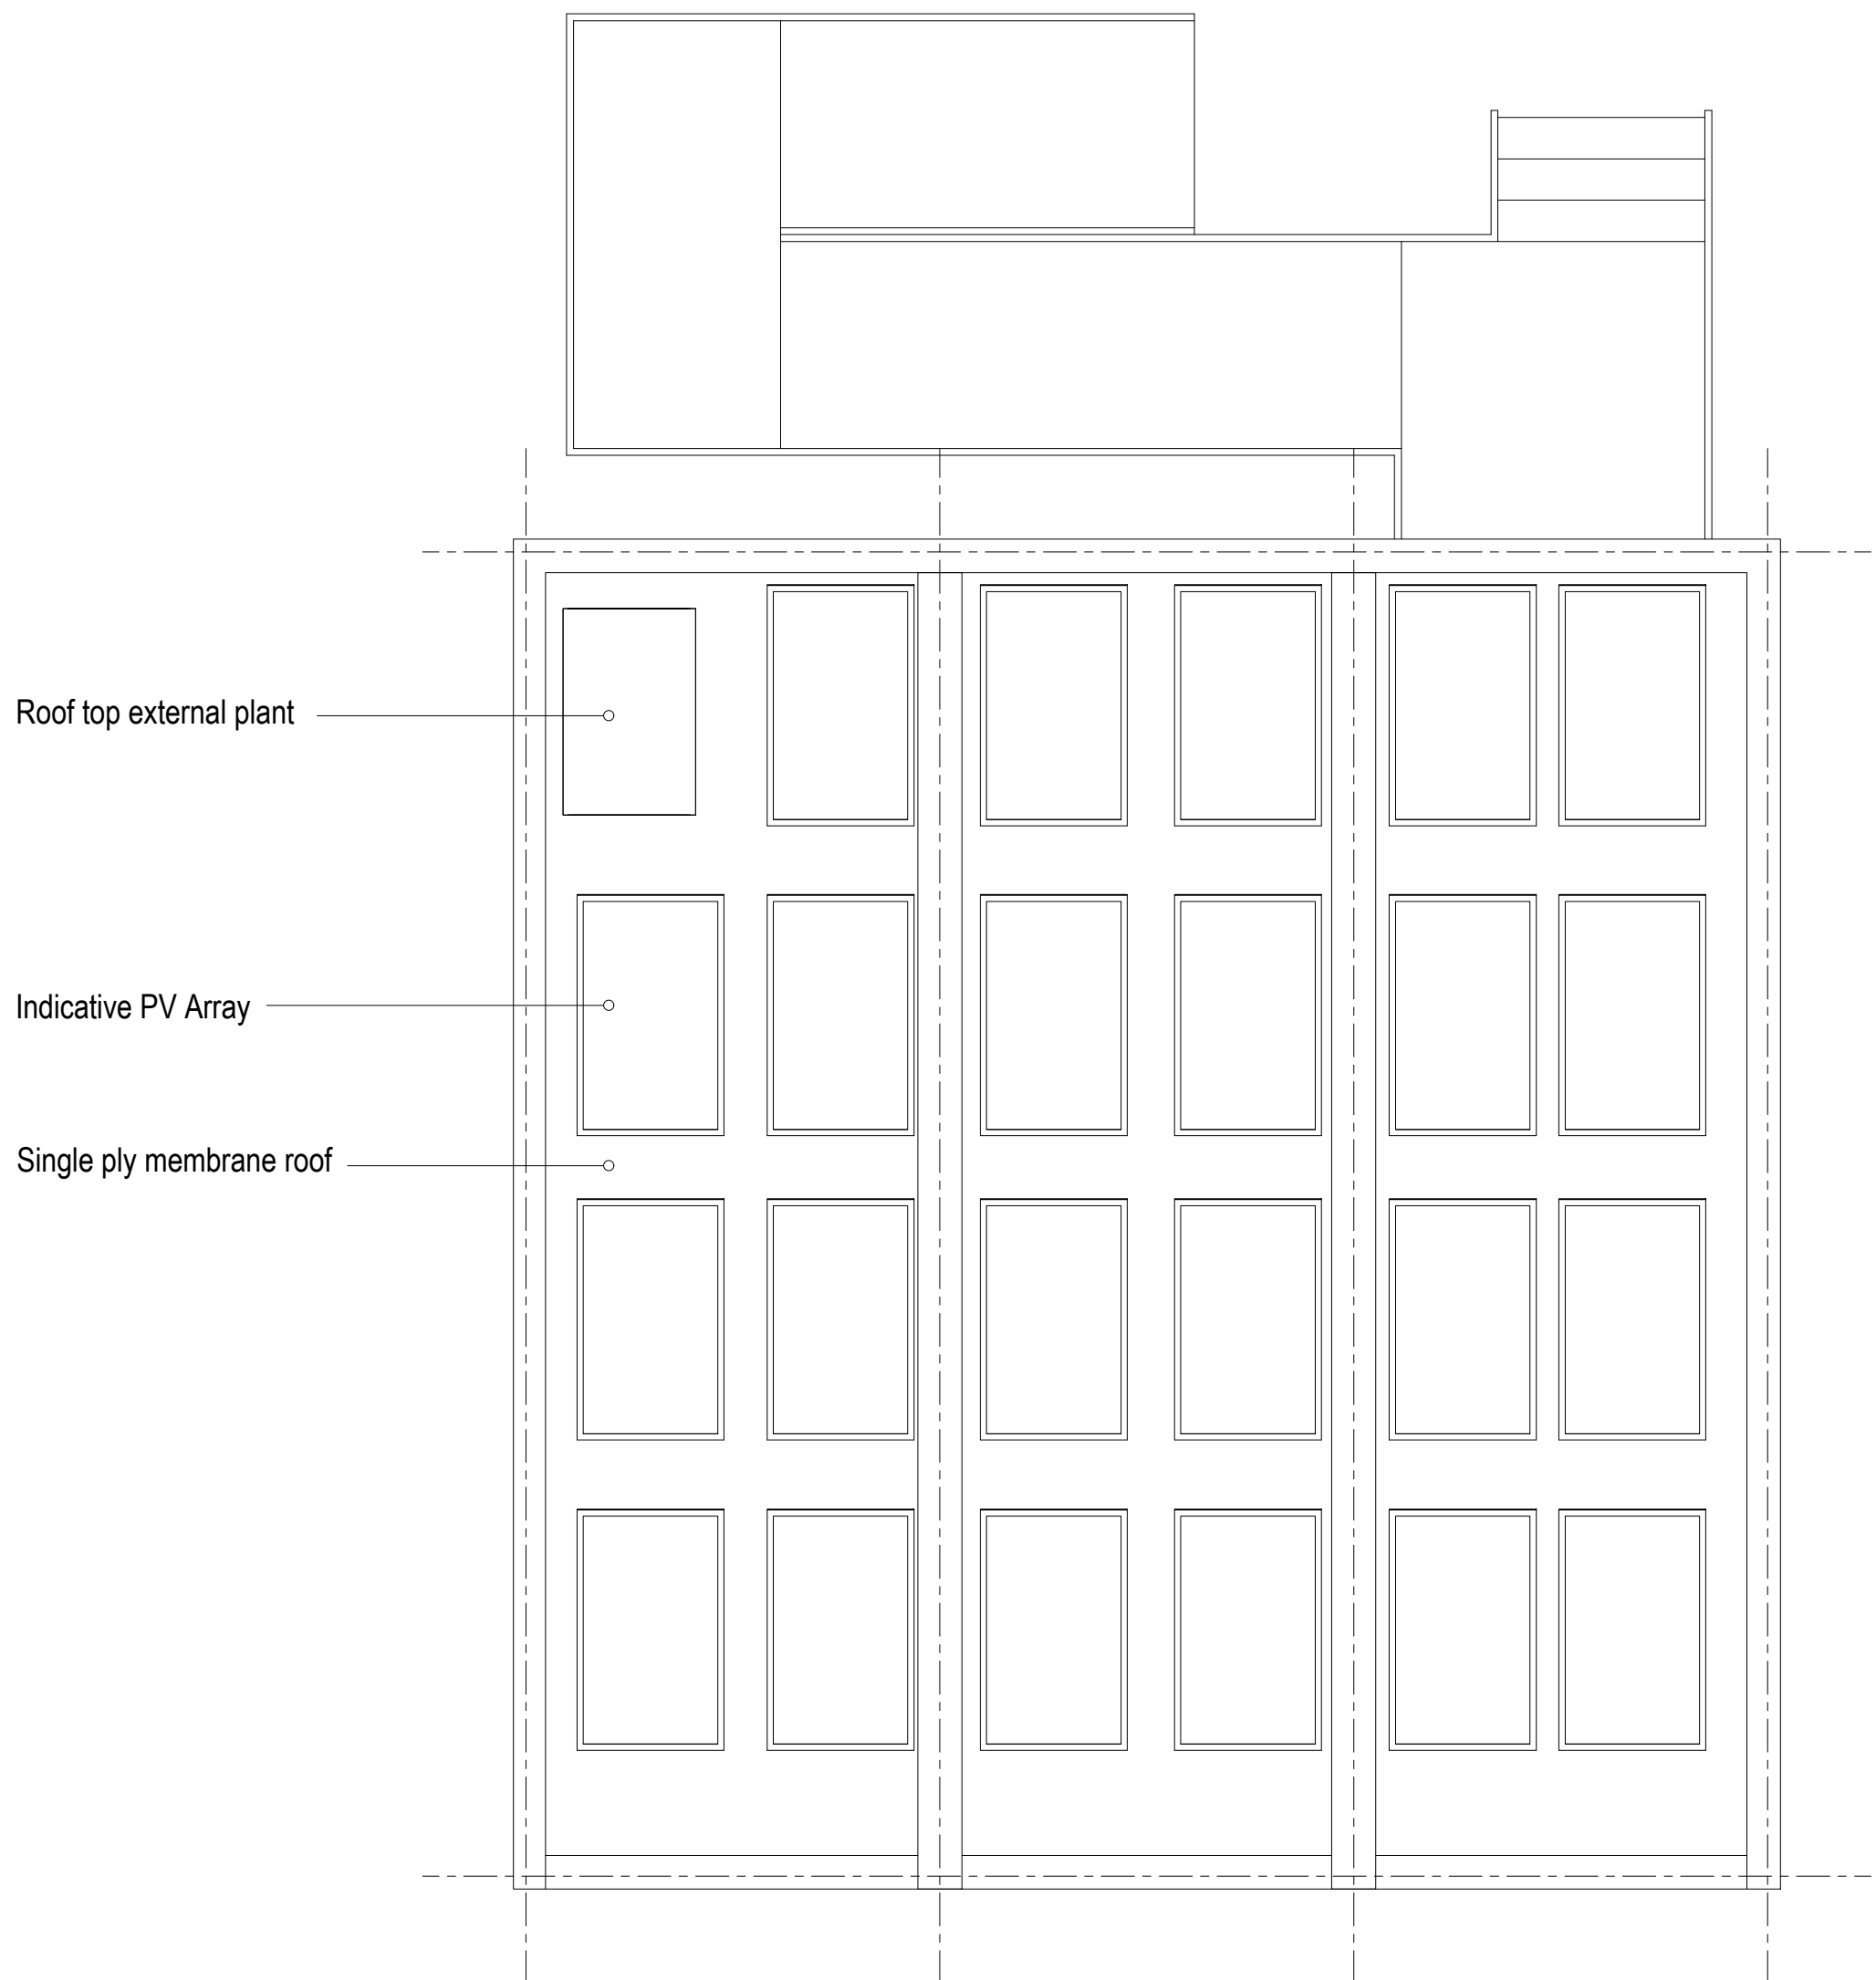 Roof top external plant
Indicative PV Array
Single ply membrane roof